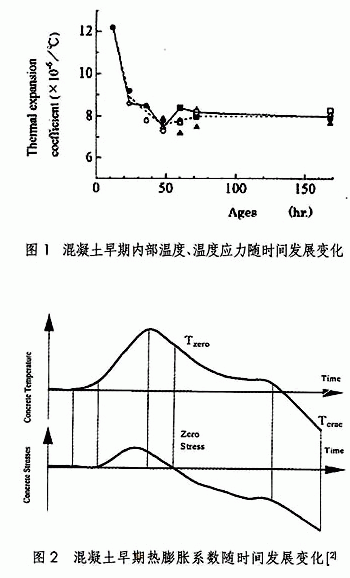 Thermal expansion
coefficient (×10⁻⁶/℃)
12
10
8
6
0 50 100 150
Ages (hr.)
图 1 混凝土早期内部温度、温度应力随时间发展变化
Concrete Temperature
T zero
Time
T crac
Concrete Stresses
Zero
Stress
Time
图 2 混凝土早期热膨胀系数随时间发展变化[2]